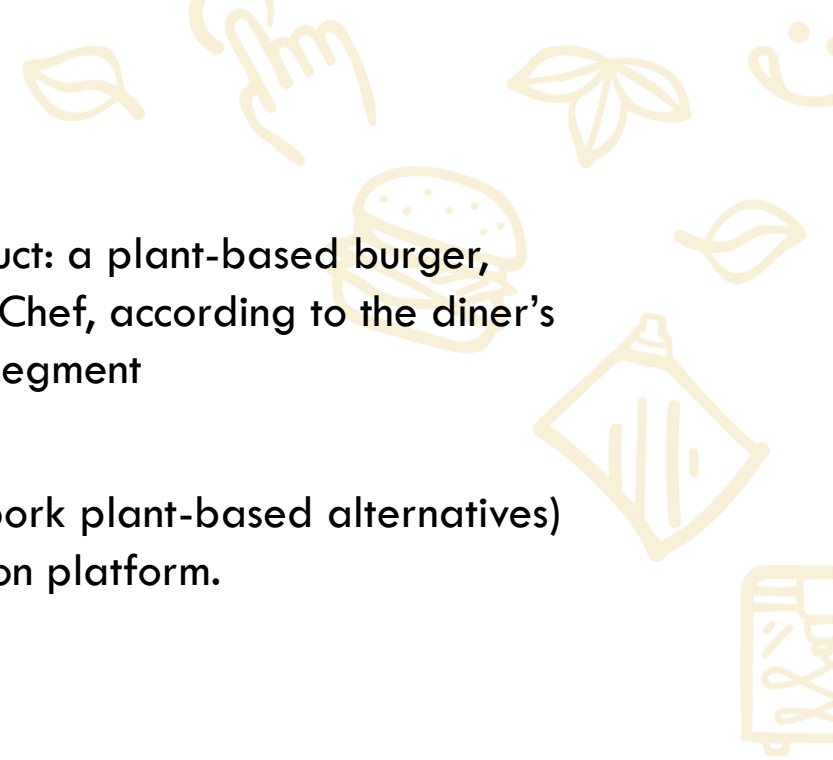 uct: a plant-based burger,
Chef, according to the diner’s
egment
ork plant-based alternatives)
on platform.